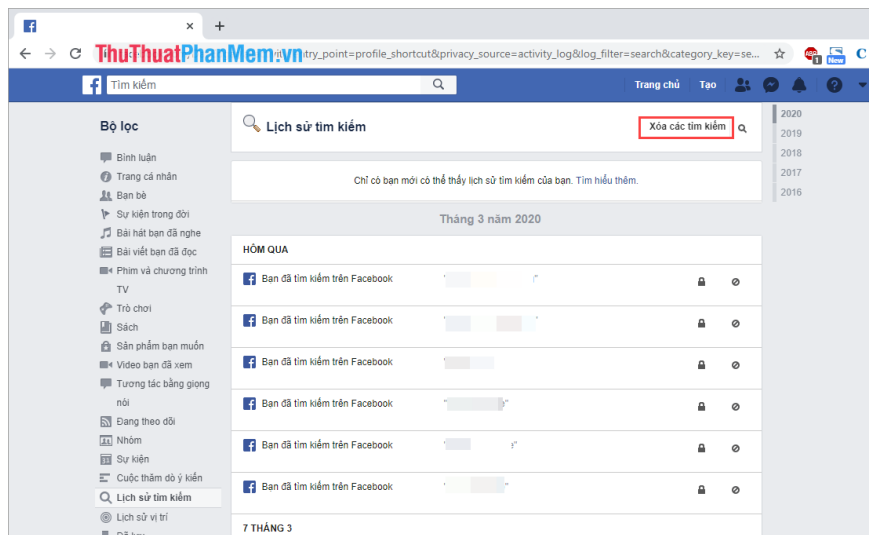 ThuThuatPhanMem.vn
ntry_point=profile_shortcut&privacy_source=activity_log&log_filter=search&category_key=se...
ABP
1
New
C
Tìm kiếm
Trang chủ
Tạo
Bộ lọc
Bình luận
Trang cá nhân
Bạn bè
Sự kiện trong đời
Bài hát bạn đã nghe
Bài viết bạn đã đọc
Phim và chương trình
TV
Trò chơi
Sách
Sản phẩm bạn muốn
Video bạn đã xem
Tương tác bằng giọng
nói
Đang theo dõi
Nhóm
Sự kiện
Cuộc thăm dò ý kiến
Lịch sử tìm kiếm
Lịch sử vị trí
Lịch sử tìm kiếm
Xóa các tìm kiếm
Chỉ có bạn mới có thể thấy lịch sử tìm kiếm của bạn. Tìm hiểu thêm.
Tháng 3 năm 2020
HÔM QUA
Bạn đã tìm kiếm trên Facebook
Bạn đã tìm kiếm trên Facebook
Bạn đã tìm kiếm trên Facebook
Bạn đã tìm kiếm trên Facebook
Bạn đã tìm kiếm trên Facebook
Bạn đã tìm kiếm trên Facebook
7 THÁNG 3
2020
2019
2018
2017
2016